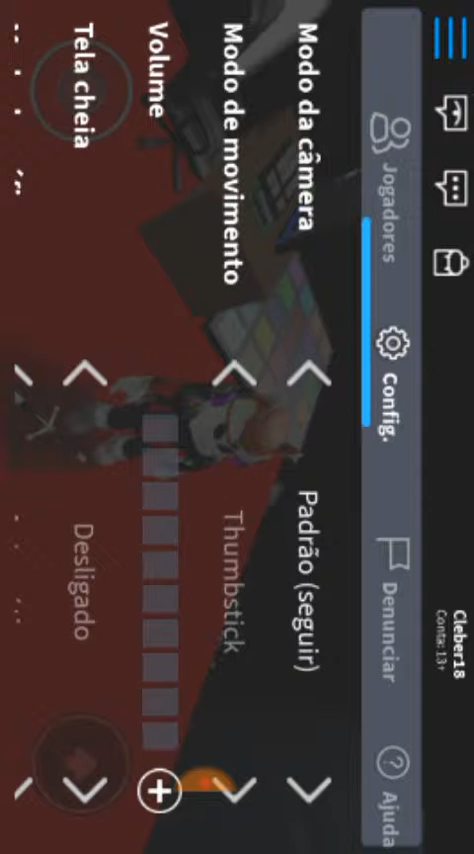 Cleber18
Conta: 13+
Jogadores
Config.
Denunciar
Ajuda
Modo da câmera
Padrão (seguir)
Modo de movimento
Thumbstick
Volume
Tela cheia
Desligado